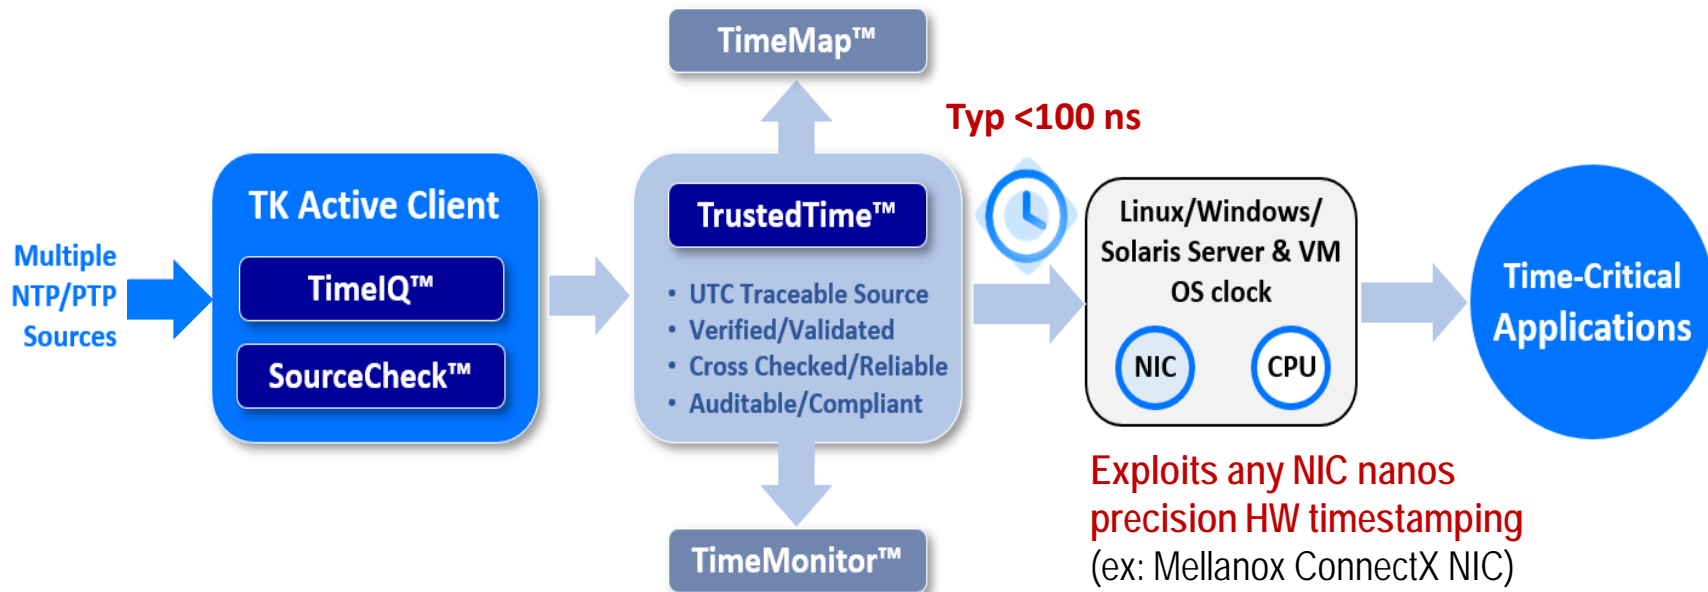 TimeMap™
Typ <100 ns
Multiple
NTP/PTP
Sources
TK Active Client
TimeIQ™
SourceCheck™
TrustedTime™
• UTC Traceable Source
• Verified/Validated
• Cross Checked/Reliable
• Auditable/Compliant
Linux/Windows/
Solaris Server & VM
OS clock
NIC
CPU
Time-Critical
Applications
Exploits any NIC nanos
precision HW timestamping
(ex: Mellanox ConnectX NIC)
TimeMonitor™